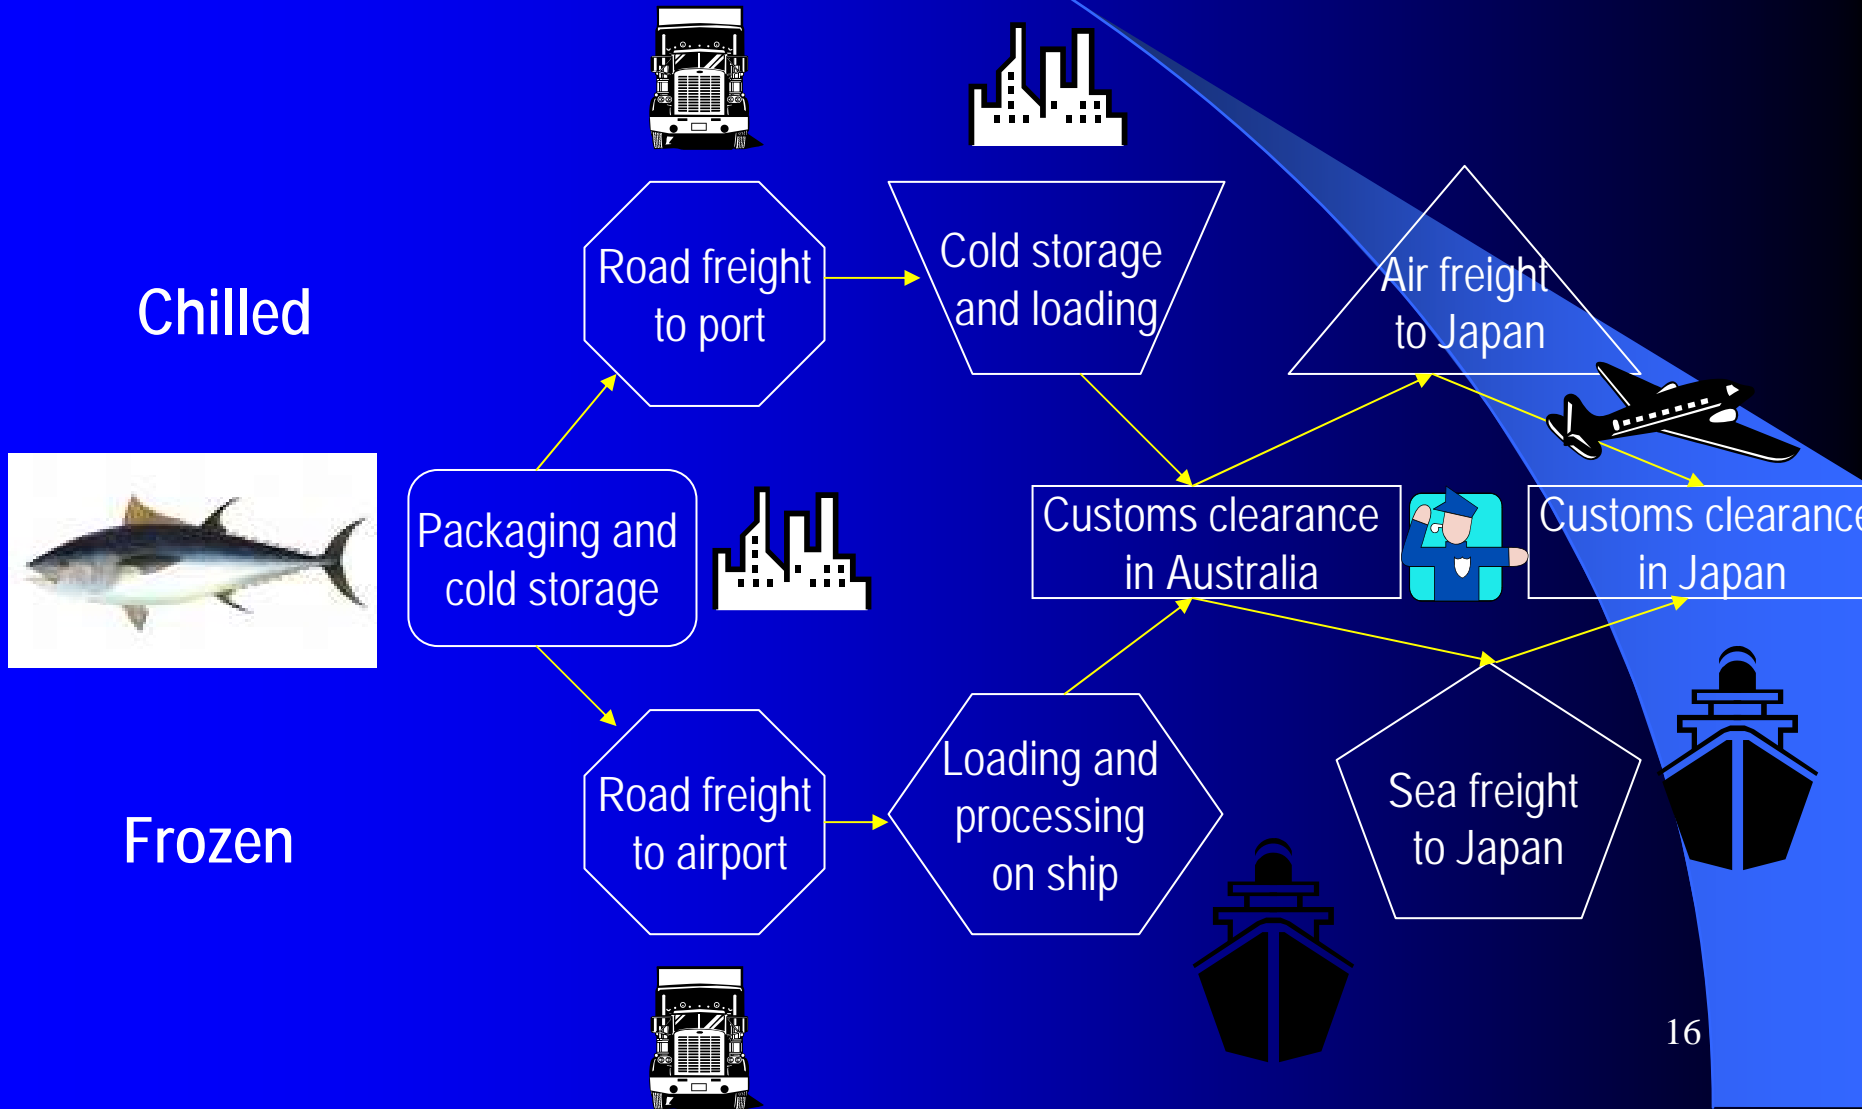 Chilled
Road freight
to port
Cold storage
and loading
Air freight
to Japan
Packaging and
cold storage
Customs clearance
in Australia
Customs clearance
in Japan
Frozen
Road freight
to airport
Loading and
processing
on ship
Sea freight
to Japan
16